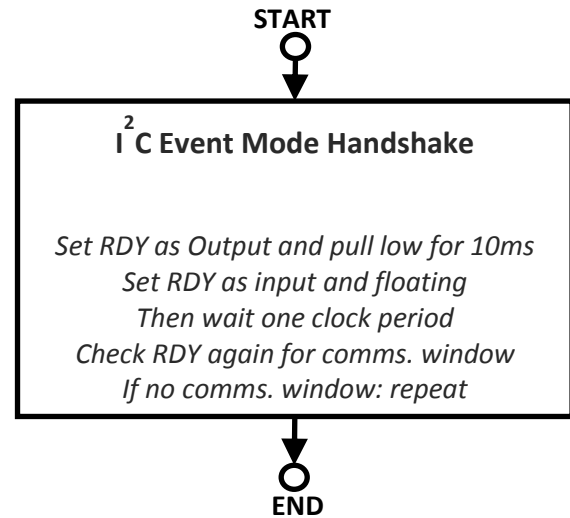 START
I²C Event Mode Handshake
Set RDY as Output and pull low for 10ms
Set RDY as input and floating
Then wait one clock period
Check RDY again for comms. window
If no comms. window: repeat
END